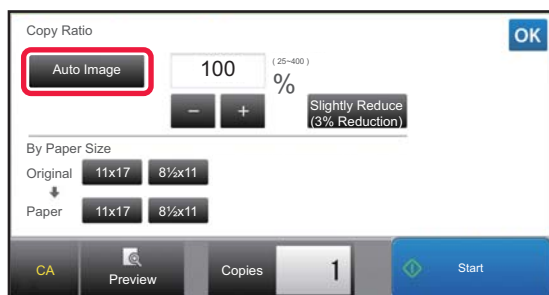 Copy Ratio
OK
Auto Image
100
( 25~400 )
%
–
+
Slightly Reduce
(3% Reduction)
By Paper Size
Original
11x17
8½x11
Paper
11x17
8½x11
CA
Preview
Copies
1
Start